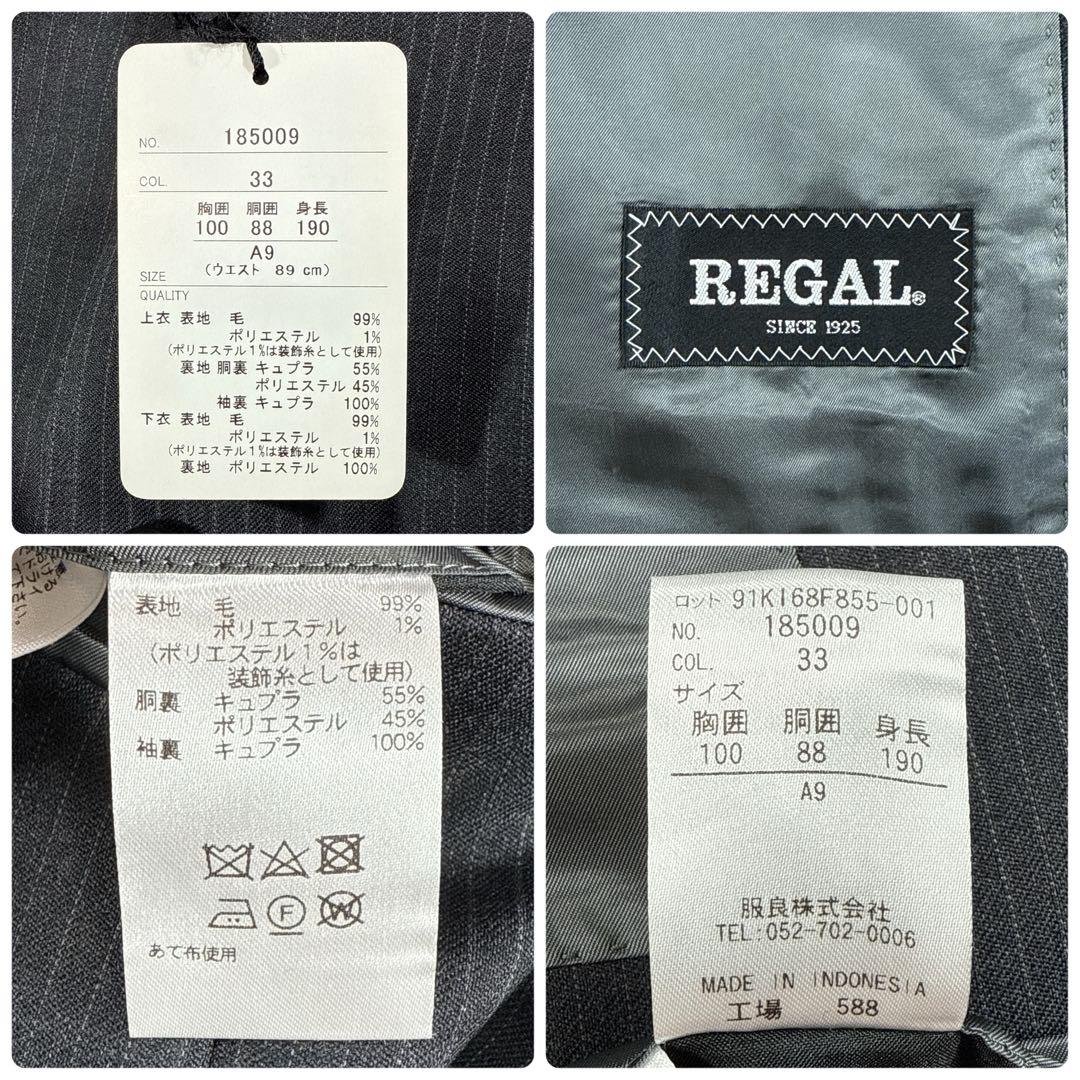 NO. 185009
COL. 33
胸囲 胴囲 身長
100 88 190
A9
SIZE (ウエスト 89 cm)
QUALITY
上衣 表地 毛 99%
ポリエステル 1%
(ポリエステル1%は装飾糸として使用)
裏地 胴裏 キュプラ 55%
ポリエステル 45%
袖裏 キュプラ 100%
下衣 表地 毛 99%
ポリエステル 1%
(ポリエステル1%は装飾糸として使用)
裏地 ポリエステル 100%
REGAL®
SINCE 1925
表地 毛 99%
ポリエステル 1%
(ポリエステル1%は
装飾糸として使用)
胴裏 キュプラ 55%
ポリエステル 45%
袖裏 キュプラ 100%
F W
あて布使用
ロット 91KI68F855-001
NO. 185009
COL. 33
サイズ
胸囲 胴囲 身長
100 88 190
A9
服良株式会社
TEL:052-702-0006
MADE IN INDONESIA
工場 588